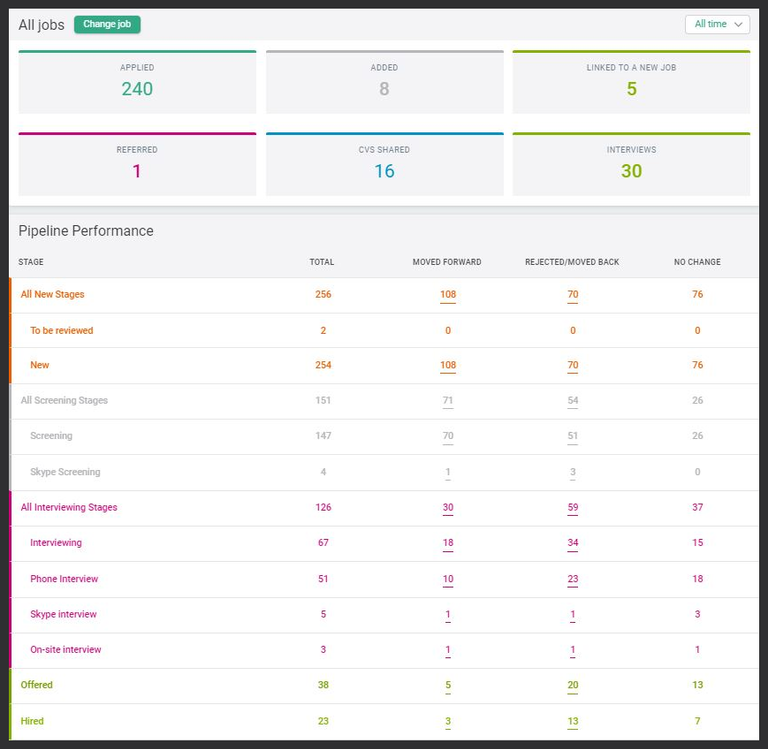 All jobs Change job All time
APPLIED ADDED LINKED TO A NEW JOB
240 8 5
REFERRED CVS SHARED INTERVIEWS
1 16 30
Pipeline Performance
STAGE TOTAL MOVED FORWARD REJECTED/MOVED BACK NO CHANGE
All New Stages 256 108 70 76
To be reviewed 2 0 0 0
New 254 108 70 76
All Screening Stages 151 71 54 26
Screening 147 70 51 26
Skype Screening 4 1 3 0
All Interviewing Stages 126 30 59 37
Interviewing 67 18 34 15
Phone Interview 51 10 23 18
Skype interview 5 1 1 3
On-site interview 3 1 1 1
Offered 38 5 20 13
Hired 23 3 13 7